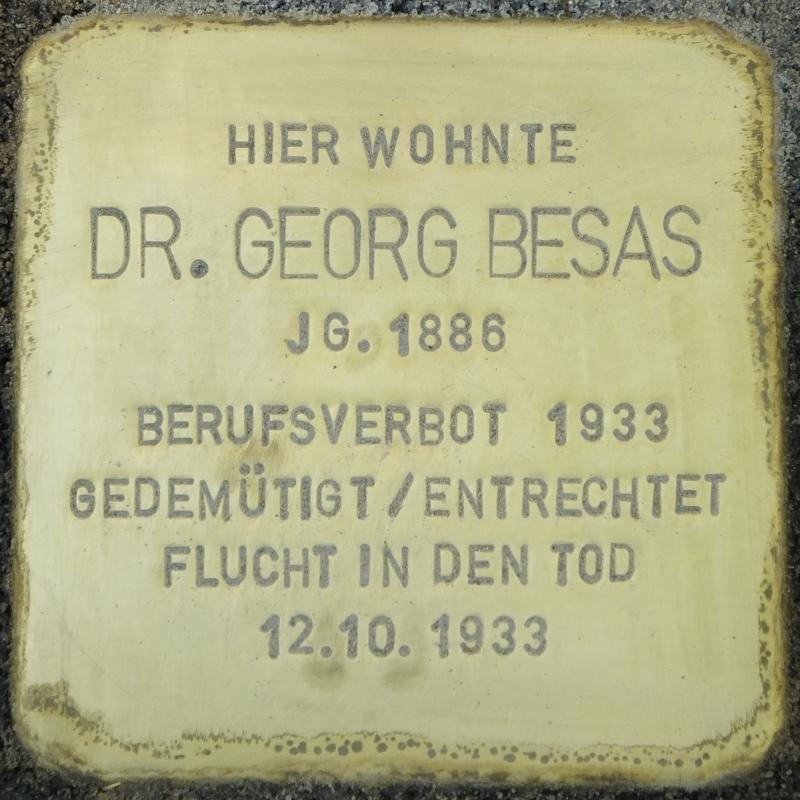 HIER WOHNTE
DR. GEORG BESAS
JG. 1886
BERUFSVERBOT 1933
GEDEMÜTIGT/ENTRECHTET
FLUCHT IN DEN TOD
12.10.1933